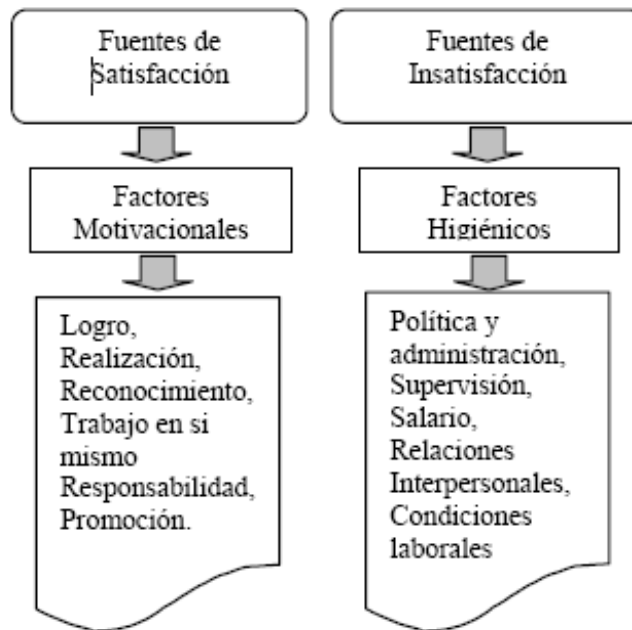 Fuentes de
Satisfacción
Factores
Motivacionales
Logro,
Realización,
Reconocimiento,
Trabajo en si
mismo
Responsabilidad,
Promoción.
Fuentes de
Insatisfacción
Factores
Higiénicos
Política y
administración,
Supervisión,
Salario,
Relaciones
Interpersonales,
Condiciones
laborales